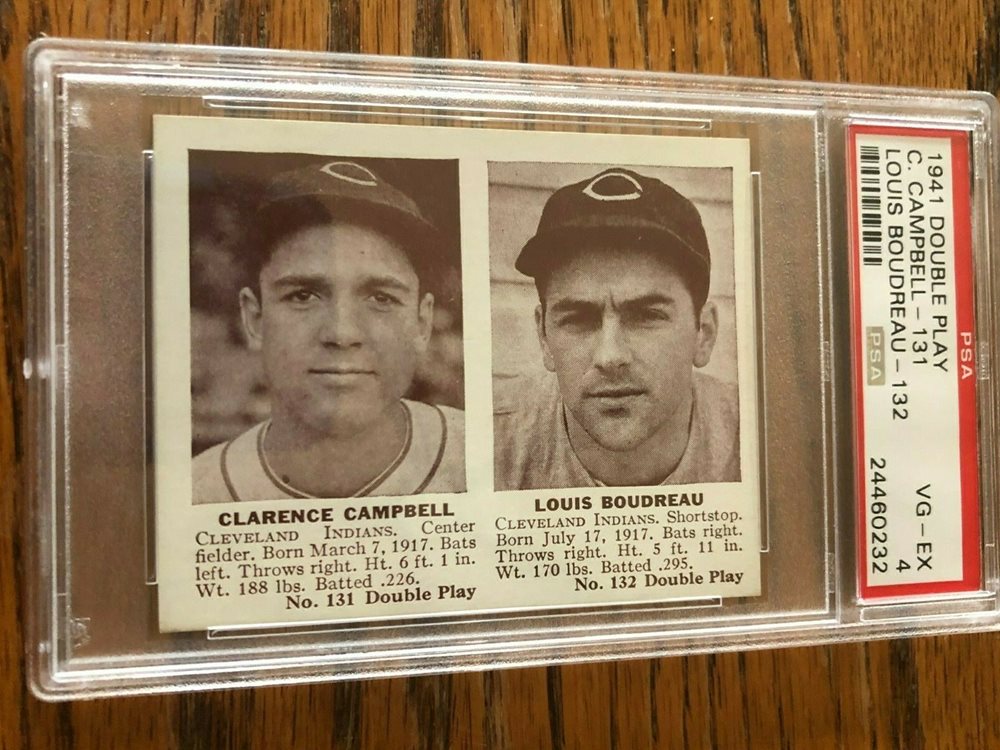 CLARENCE CAMPBELL
CLEVELAND INDIANS. Center
fielder. Born March 7, 1917. Bats
left. Throws right. Ht. 6 ft. 1 in.
Wt. 188 lbs. Batted .226.
No. 131 Double Play
LOUIS BOUDREAU
CLEVELAND INDIANS. Shortstop.
Born July 17, 1917. Bats right.
Throws right. Ht. 5 ft. 11 in.
Wt. 170 lbs. Batted .295.
No. 132 Double Play
PSA
1941 DOUBLE PLAY
C. CAMPBELL-131
LOUIS BOUDREAU-132
PSA
VG-EX
4
24460232
C
C